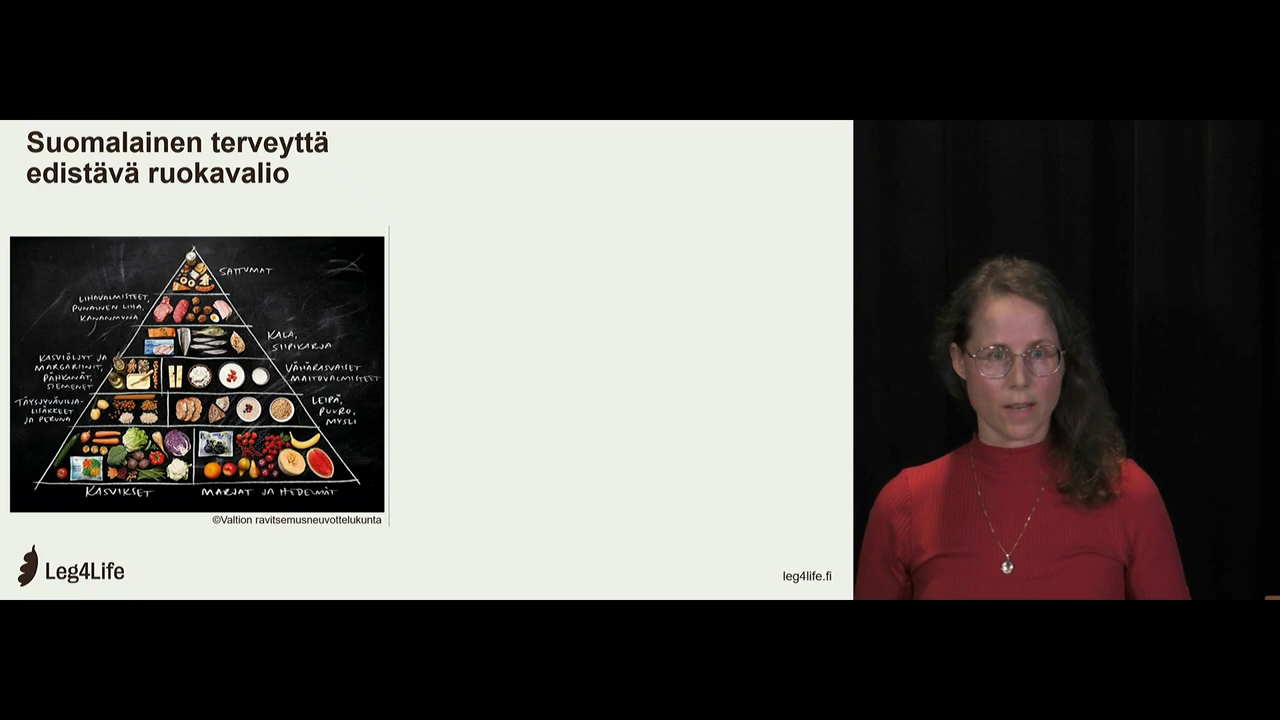 Suomalainen terveyttä
edistävä ruokavalio
SATTUMAT
LIHAVALMISTEET,
PUNAINEN LIHA,
KANANMUNA
KALA,
SIIPIKARJA
KASVIÖLJYT JA
MARGARIINIT,
PÄHKINÄT,
SIEMENET
VÄHÄRASVAISET
MAITOVALMISTEET
TÄYSJYVÄVILJA-
LISÄKKEET
JA PERUNA
LEIPÄ,
PUURO,
MYSLI
KASVIKSET
MARJAT JA HEDELMÄT
©Valtion ravitsemusneuvottelukunta
Leg4Life
leg4life.fi